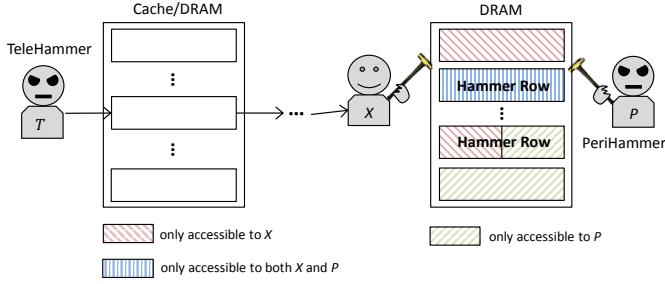 Cache/DRAM
DRAM
TeleHammer
Hammer Row
T
...
X
P
Hammer Row
PeriHammer
only accessible to X
only accessible to P
only accessible to both X and P